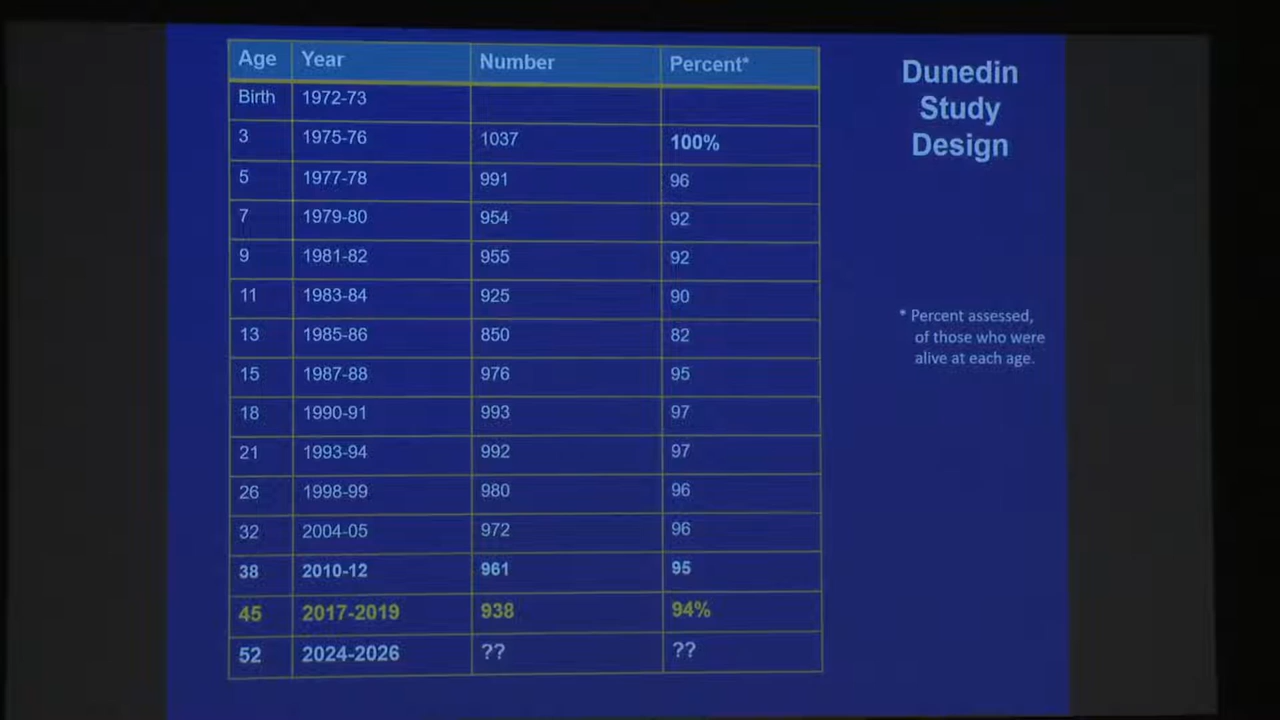 Age Year Number Percent*
Birth 1972-73
3 1975-76 1037 100%
5 1977-78 991 96
7 1979-80 954 92
9 1981-82 955 92
11 1983-84 925 90
13 1985-86 850 82
15 1987-88 976 95
18 1990-91 993 97
21 1993-94 992 97
26 1998-99 980 96
32 2004-05 972 96
38 2010-12 961 95
45 2017-2019 938 94%
52 2024-2026 ?? ??
Dunedin
Study
Design
* Percent assessed,
of those who were
alive at each age.